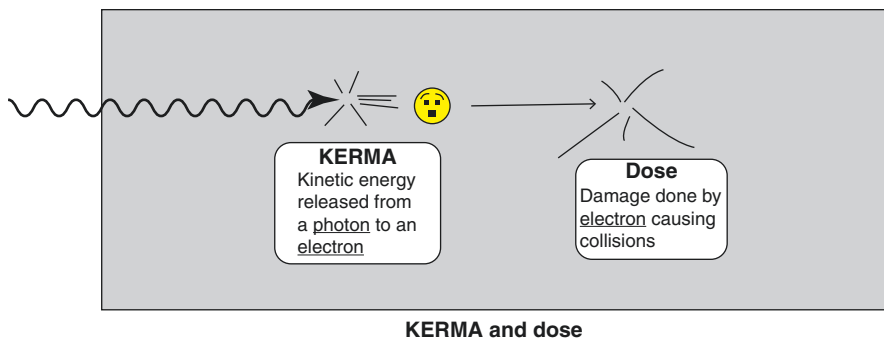 KERMA
Kinetic energy
released from
a photon to an
electron
Dose
Damage done by
electron causing
collisions
KERMA and dose